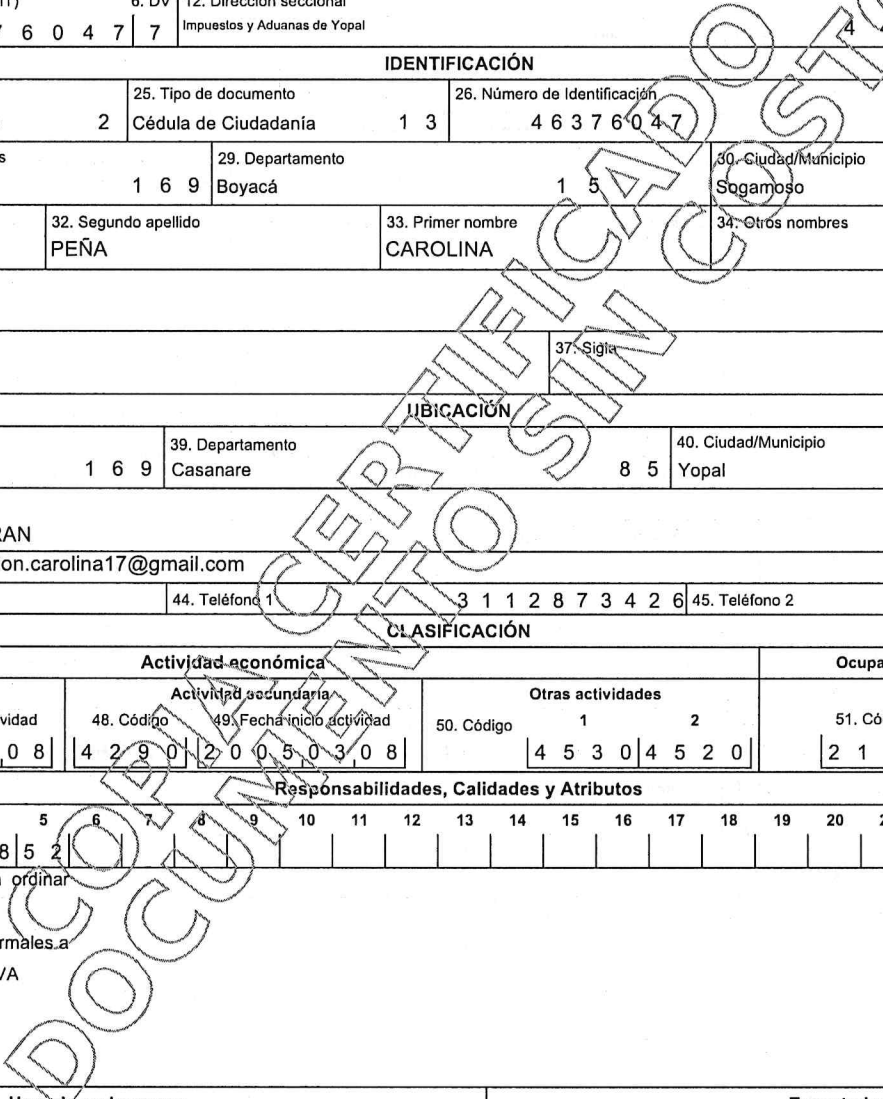 6. DV 12. Dirección seccional
6 0 4 7 7 Impuestos y Aduanas de Yopal 4
IDENTIFICACIÓN
25. Tipo de documento 26. Número de Identificación
2 Cédula de Ciudadanía 1 3 4 6 3 7 6 0 4 7
29. Departamento 30. Ciudad/Municipio
1 6 9 Boyacá 1 5 Sogamoso
32. Segundo apellido 33. Primer nombre 34. Otros nombres
PEÑA CAROLINA
37. Sigla
UBICACIÓN
39. Departamento 40. Ciudad/Municipio
1 6 9 Casanare 8 5 Yopal
RAN
on.carolina17@gmail.com
44. Teléfono 1 3 1 1 2 8 7 3 4 2 6 45. Teléfono 2
CLASIFICACIÓN
Actividad económica Ocupa
Actividad secundaria Otras actividades
vidad 48. Código 49. Fecha inicio actividad 50. Código 1 2 51. Có
0 8 4 2 9 0 2 0 0 5 0 3 0 8 4 5 3 0 4 5 2 0 2 1
Responsabilidades, Calidades y Atributos
5 6 7 8 9 10 11 12 13 14 15 16 17 18 19 20
8 5 2
ordinar
rmales a
VA
COPIA CERTIFICADO
DOCUMENTO SIN COSTO